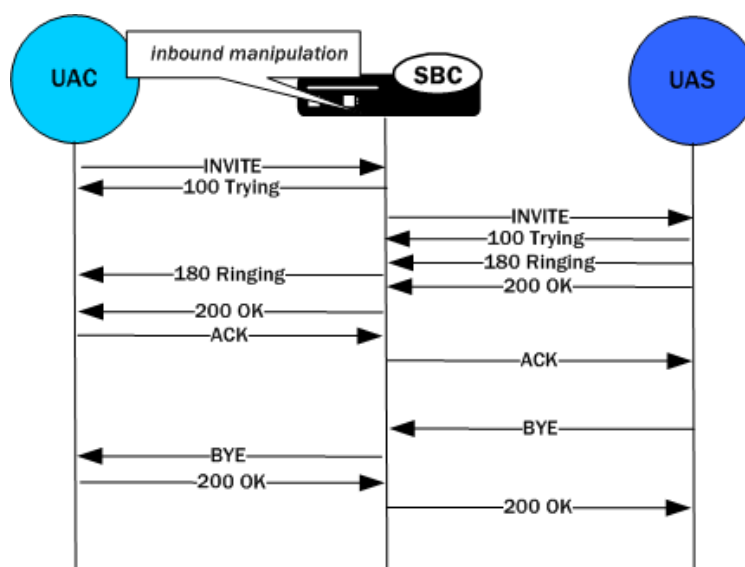 inbound manipulation
UAC
SBC
UAS
INVITE
100 Trying
INVITE
100 Trying
180 Ringing
180 Ringing
200 OK
200 OK
ACK
ACK
BYE
BYE
200 OK
200 OK